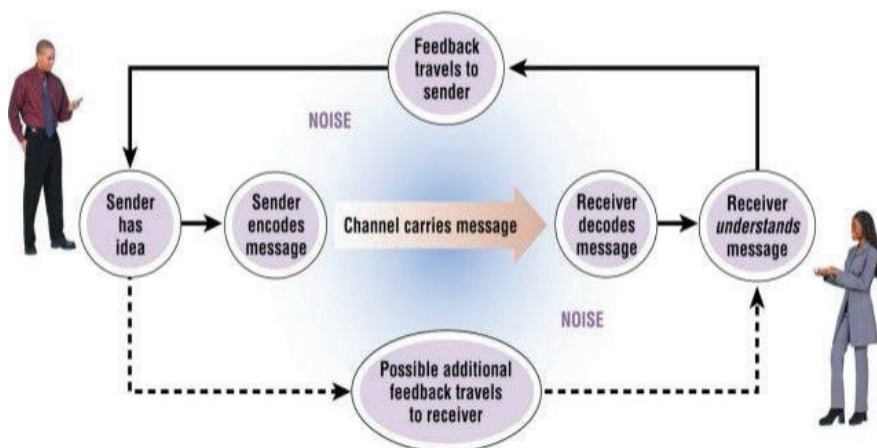 Feedback
travels to
sender
NOISE
Sender
has
idea
Sender
encodes
message
Channel carries message
Receiver
decodes
message
Receiver
understands
message
NOISE
Possible additional
feedback travels
to receiver